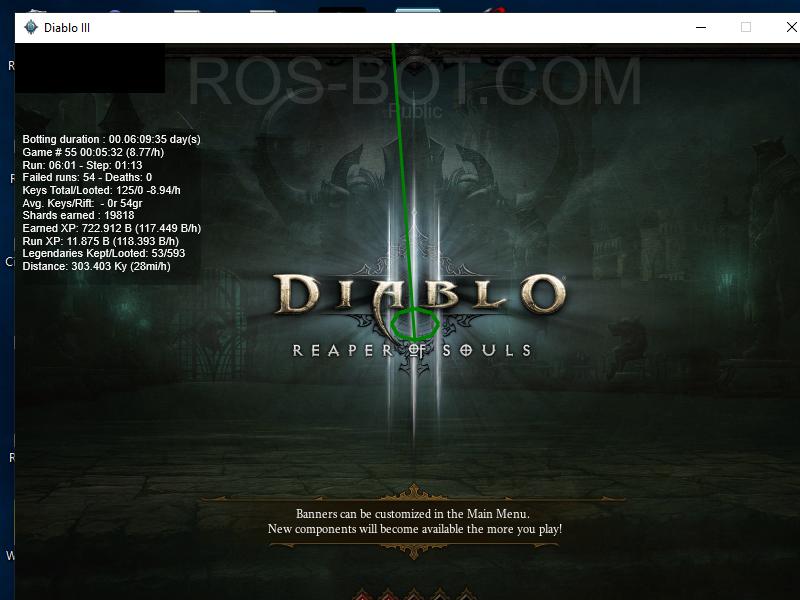 Diablo III
ROS-BOT.COM
Public
Botting duration : 00.06:09:35 day(s)
Game # 55 00:05:32 (8.77/h)
Run: 06:01 - Step: 01:13
Failed runs: 54 - Deaths: 0
Keys Total/Looted: 125/0 -8.94/h
Avg. Keys/Rift:  - 0r 54gr
Shards earned : 19818
Earned XP: 722.912 B (117.449 B/h)
Run XP: 11.875 B (118.393 B/h)
Legendaries Kept/Looted: 53/593
Distance: 303.403 Ky (28mi/h)
DIABLO
REAPER OF SOULS
Banners can be customized in the Main Menu.
New components will become available the more you play!